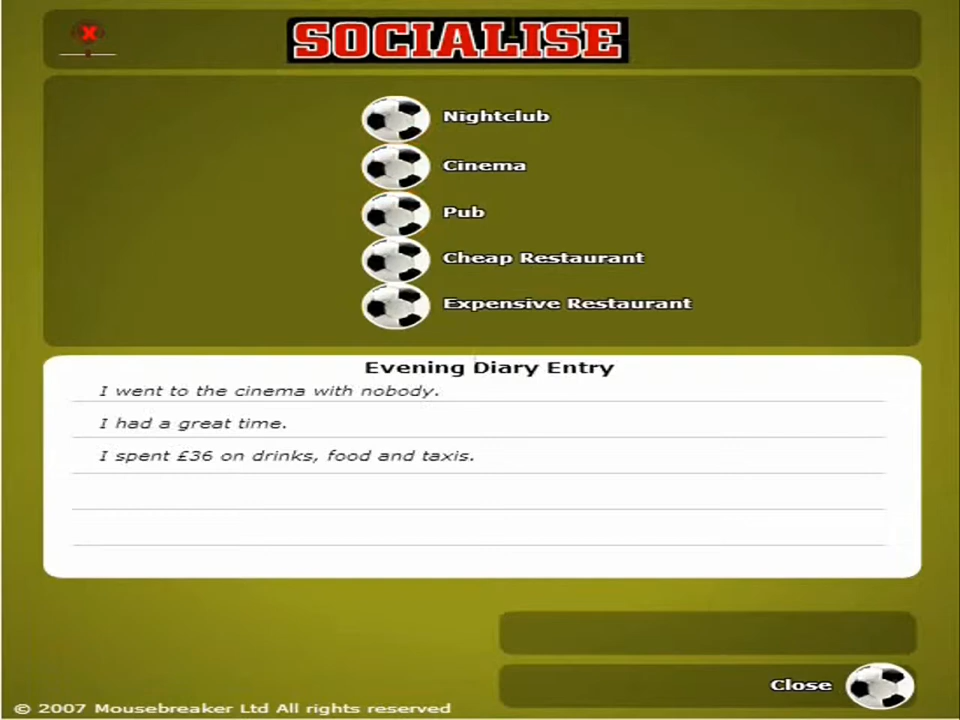 SOCIALISE
Nightclub
Cinema
Pub
Cheap Restaurant
Expensive Restaurant
Evening Diary Entry
I went to the cinema with nobody.
I had a great time.
I spent £36 on drinks, food and taxis.
Close
© 2007 Mousebreaker Ltd All rights reserved